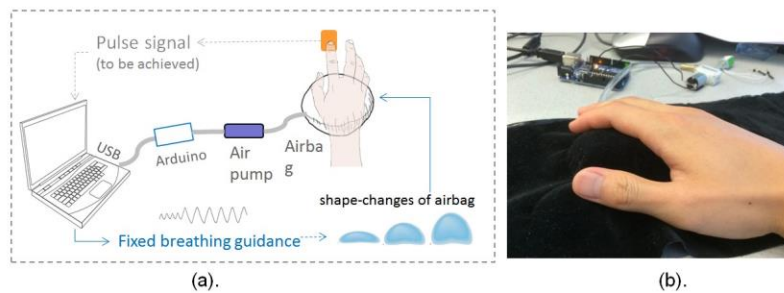 Pulse signal
(to be achieved)
USB
Arduino
Air
pump
Airba
g
shape-changes of airbag
Fixed breathing guidance
(a).
(b).